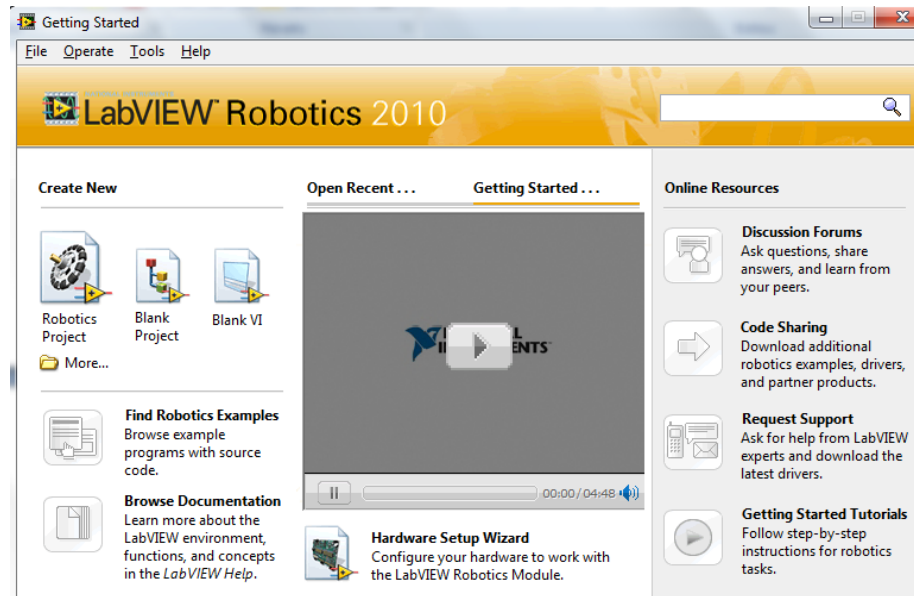 Getting Started
File Operate Tools Help
LabVIEW™ Robotics 2010
Create New
Robotics
Project
Blank
Project
Blank VI
More...
Find Robotics Examples
Browse example
programs with source
code.
Browse Documentation
Learn more about the
LabVIEW environment,
functions, and concepts
in the LabVIEW Help.
Open Recent . . .
Getting Started . . .
00:00/04:48
Hardware Setup Wizard
Configure your hardware to work with
the LabVIEW Robotics Module.
Online Resources
Discussion Forums
Ask questions, share
answers, and learn from
your peers.
Code Sharing
Download additional
robotics examples, drivers,
and partner products.
Request Support
Ask for help from LabVIEW
experts and download the
latest drivers.
Getting Started Tutorials
Follow step-by-step
instructions for robotics
tasks.